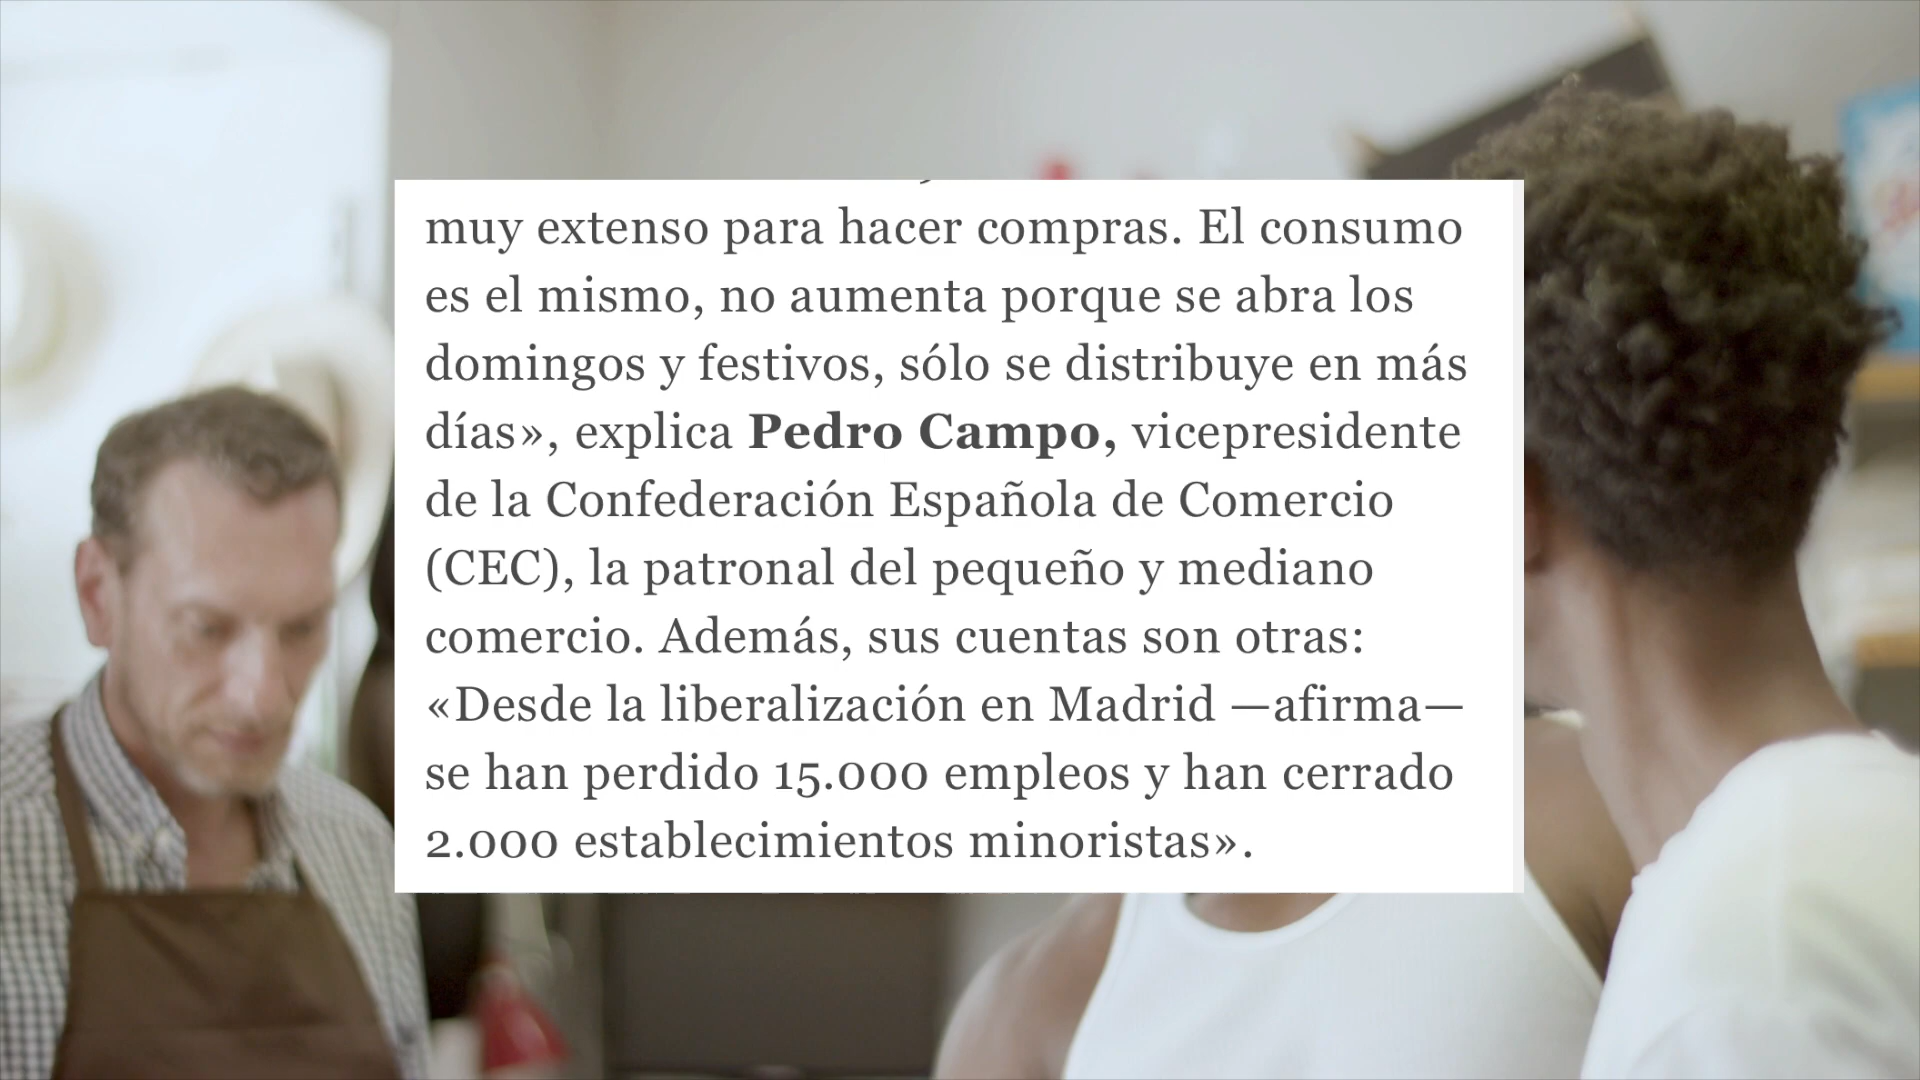 muy extenso para hacer compras. El consumo
es el mismo, no aumenta porque se abra los
domingos y festivos, sólo se distribuye en más
días», explica Pedro Campo, vicepresidente
de la Confederación Española de Comercio
(CEC), la patronal del pequeño y mediano
comercio. Además, sus cuentas son otras:
«Desde la liberalización en Madrid —afirma—
se han perdido 15.000 empleos y han cerrado
2.000 establecimientos minoristas».